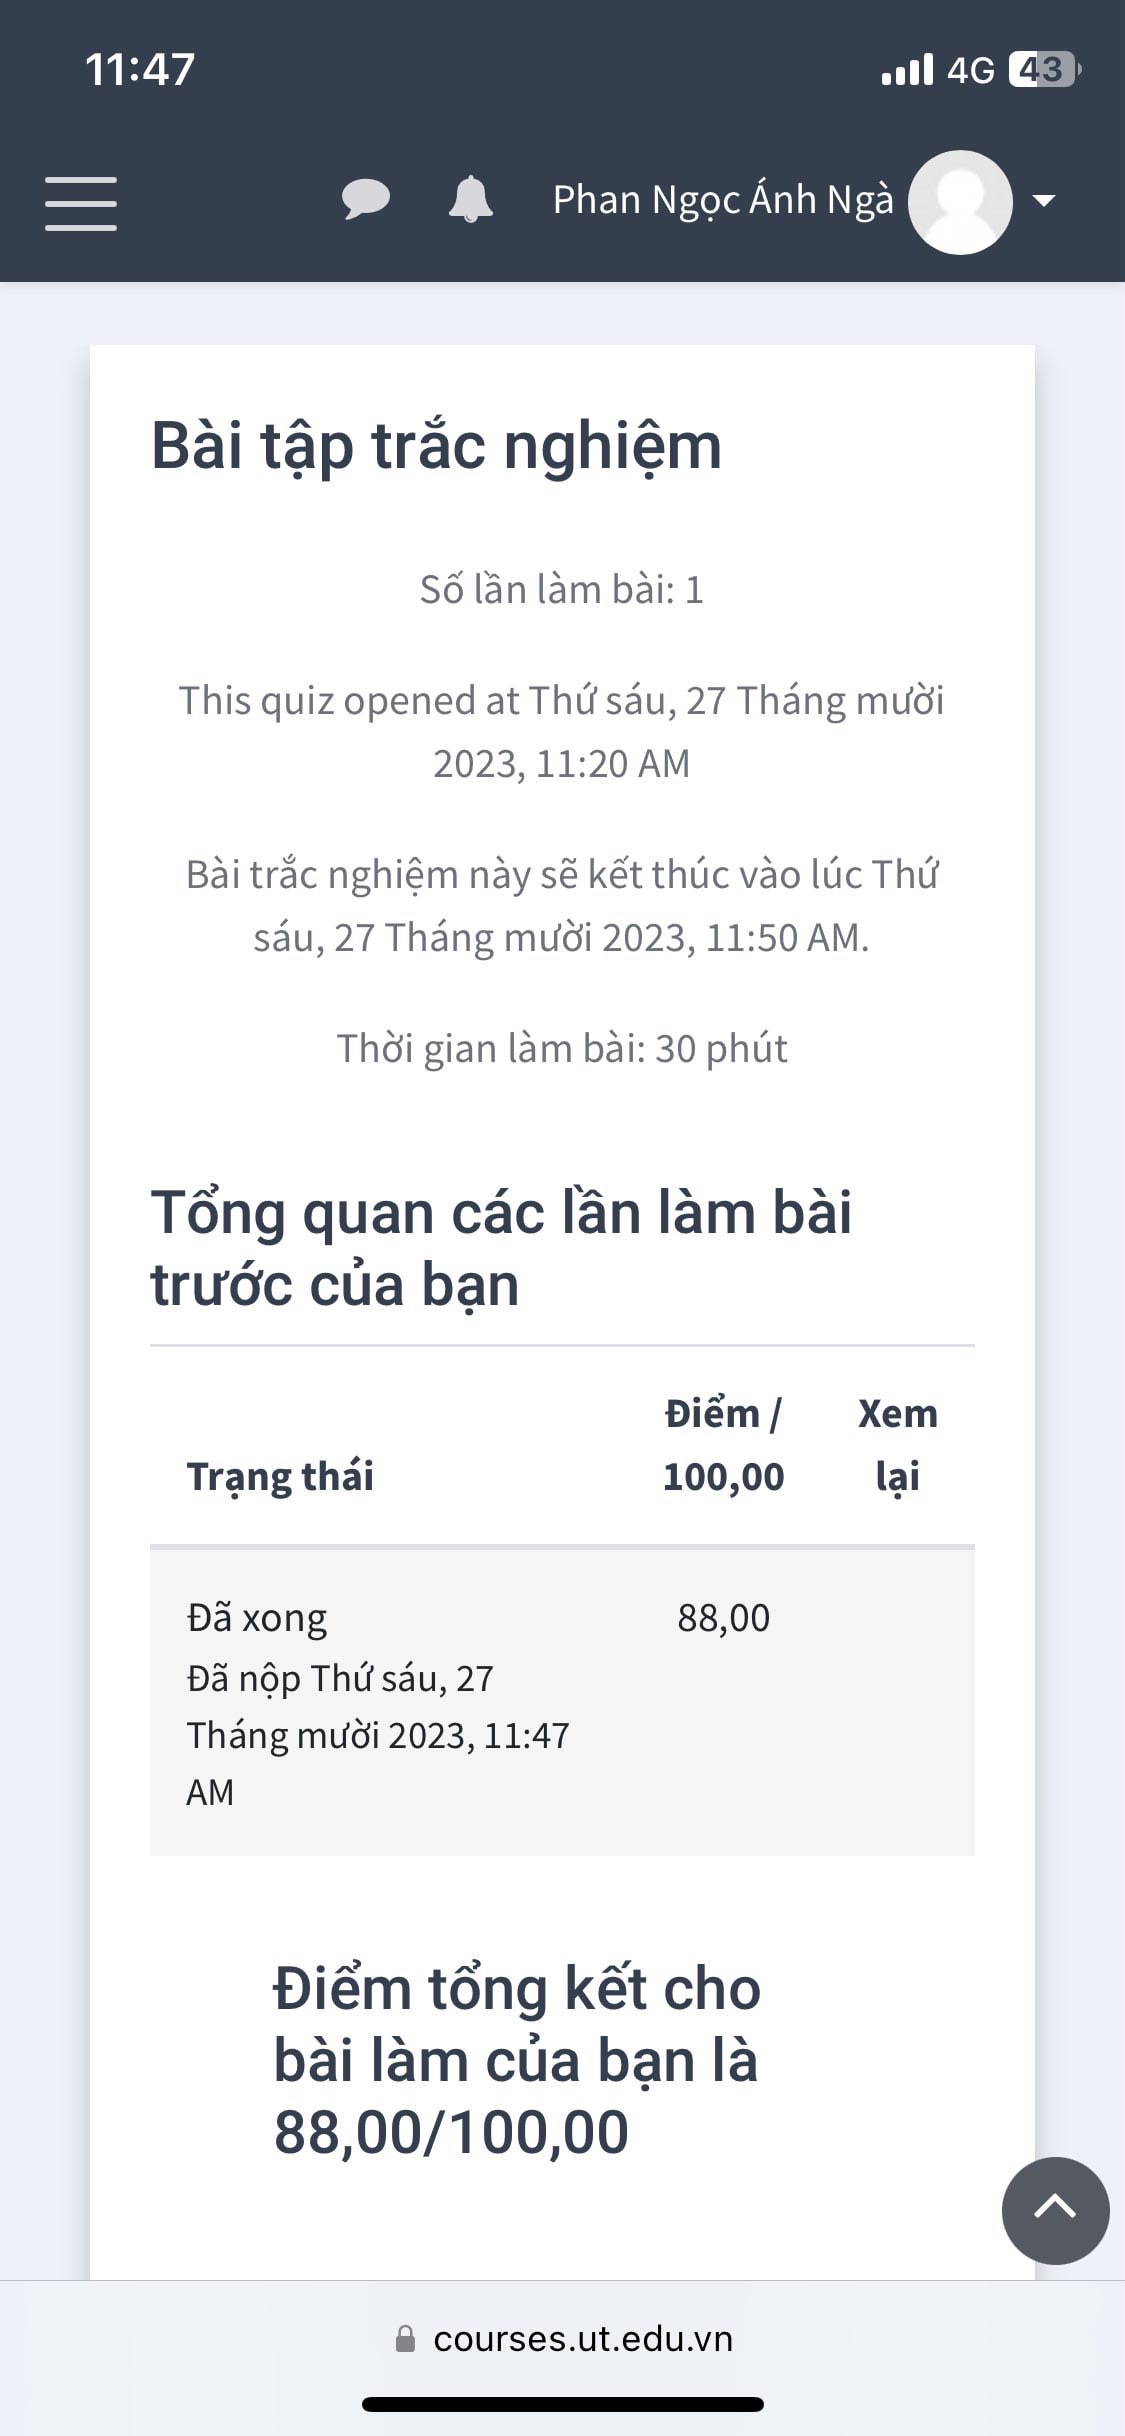 11:47
4G 43
Phan Ngọc Ánh Ngà
Bài tập trắc nghiệm
Số lần làm bài: 1
This quiz opened at Thứ sáu, 27 Tháng mười
2023, 11:20 AM
Bài trắc nghiệm này sẽ kết thúc vào lúc Thứ
sáu, 27 Tháng mười 2023, 11:50 AM.
Thời gian làm bài: 30 phút
Tổng quan các lần làm bài
trước của bạn
Điểm / Xem
Trạng thái 100,00 lại
Đã xong 88,00
Đã nộp Thứ sáu, 27
Tháng mười 2023, 11:47
AM
Điểm tổng kết cho
bài làm của bạn là
88,00/100,00
courses.ut.edu.vn